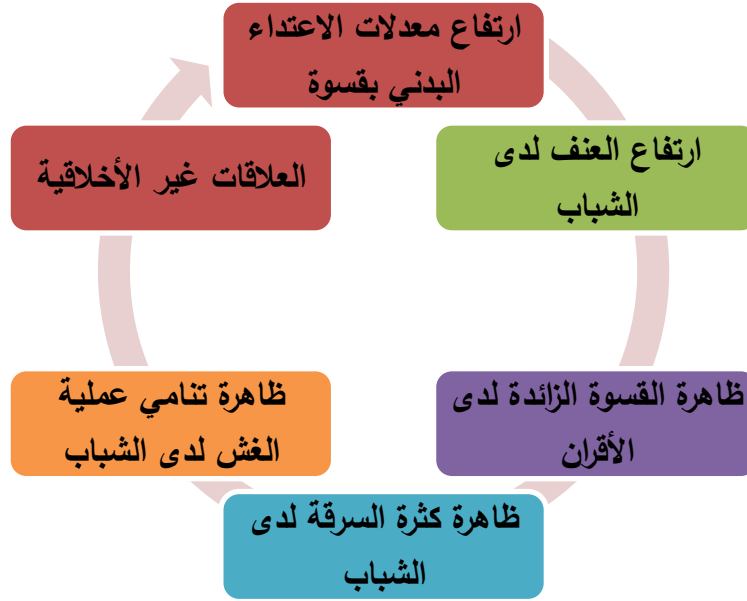 ارتفاع معدلات الاعتداء
البدني بقسوة
ارتفاع العنف لدى
الشباب
ظاهرة القسوة الزائدة لدى
الأقران
ظاهرة كثرة السرقة لدى
الشباب
ظاهرة تنامي عملية
الغش لدى الشباب
العلاقات غير الأخلاقية